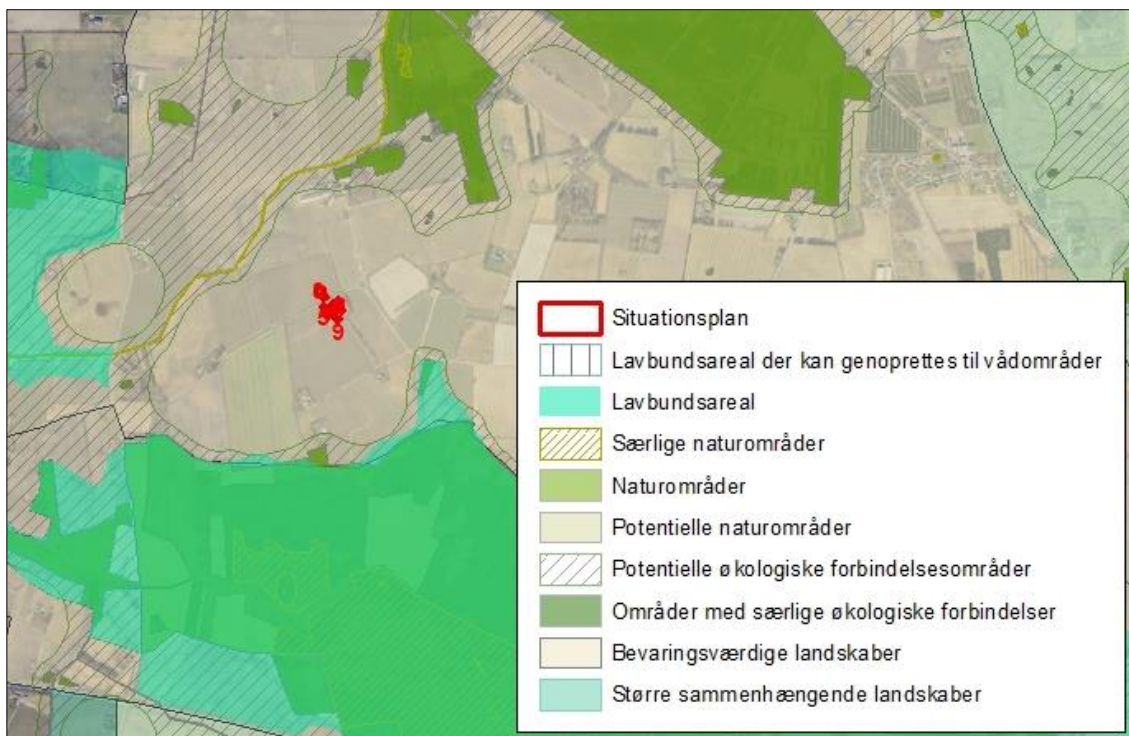 9
Situationsplan
Lavbundsareal der kan genoprettes til vådområder
Lavbundsareal
Særlige naturområder
Naturområder
Potentielle naturområder
Potentielle økologiske forbindelsesområder
Områder med særlige økologiske forbindelser
Bevaringsværdige landskaber
Større sammenhængende landskaber